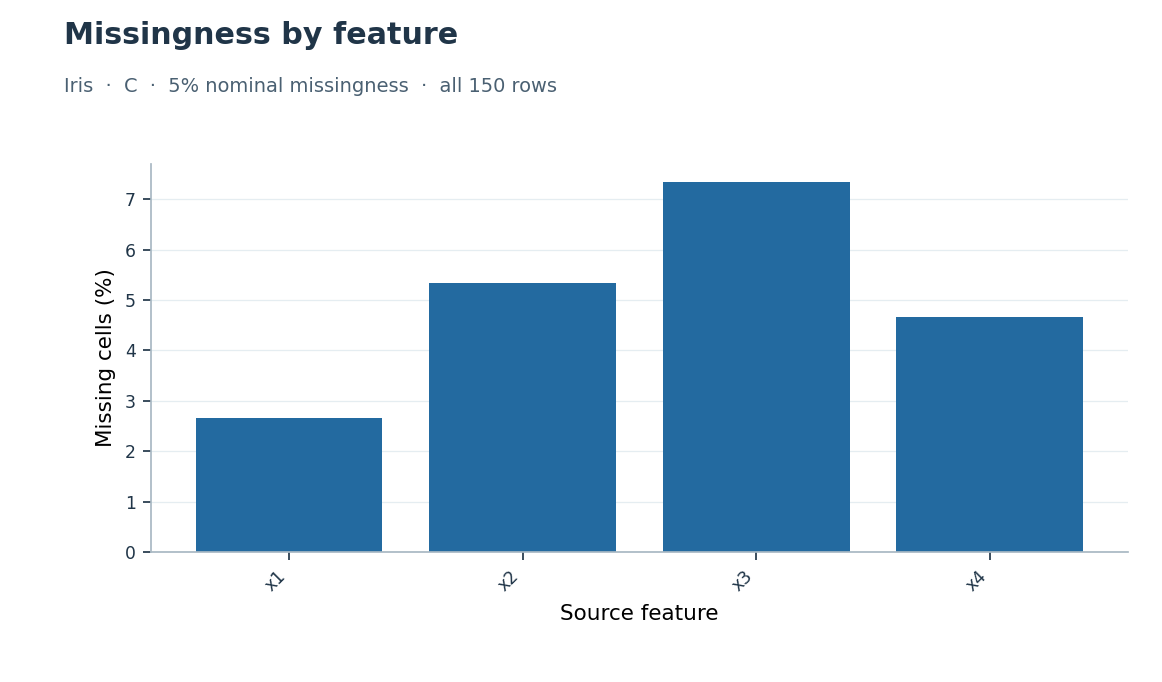 Missingness by feature
Iris · C · 5% nominal missingness · all 150 rows
Missing cells (%)
7
6
5
4
3
2
1
0
x1
x2
x3
x4
Source feature